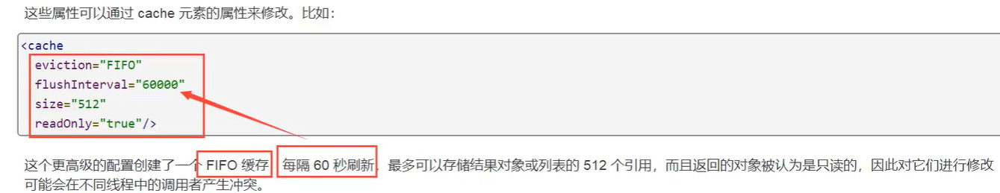 这些属性可以通过 cache 元素的属性来修改。比如：
<cache
eviction="FIFO"
flushInterval="60000"
size="512"
readOnly="true"/>
这个更高级的配置创建了一个 FIFO 缓存 每隔 60 秒刷新，最多可以存储结果对象或列表的 512 个引用，而且返回的对象被认为是只读的，因此对它们进行修改
可能会在不同线程中的调用者产生冲突。